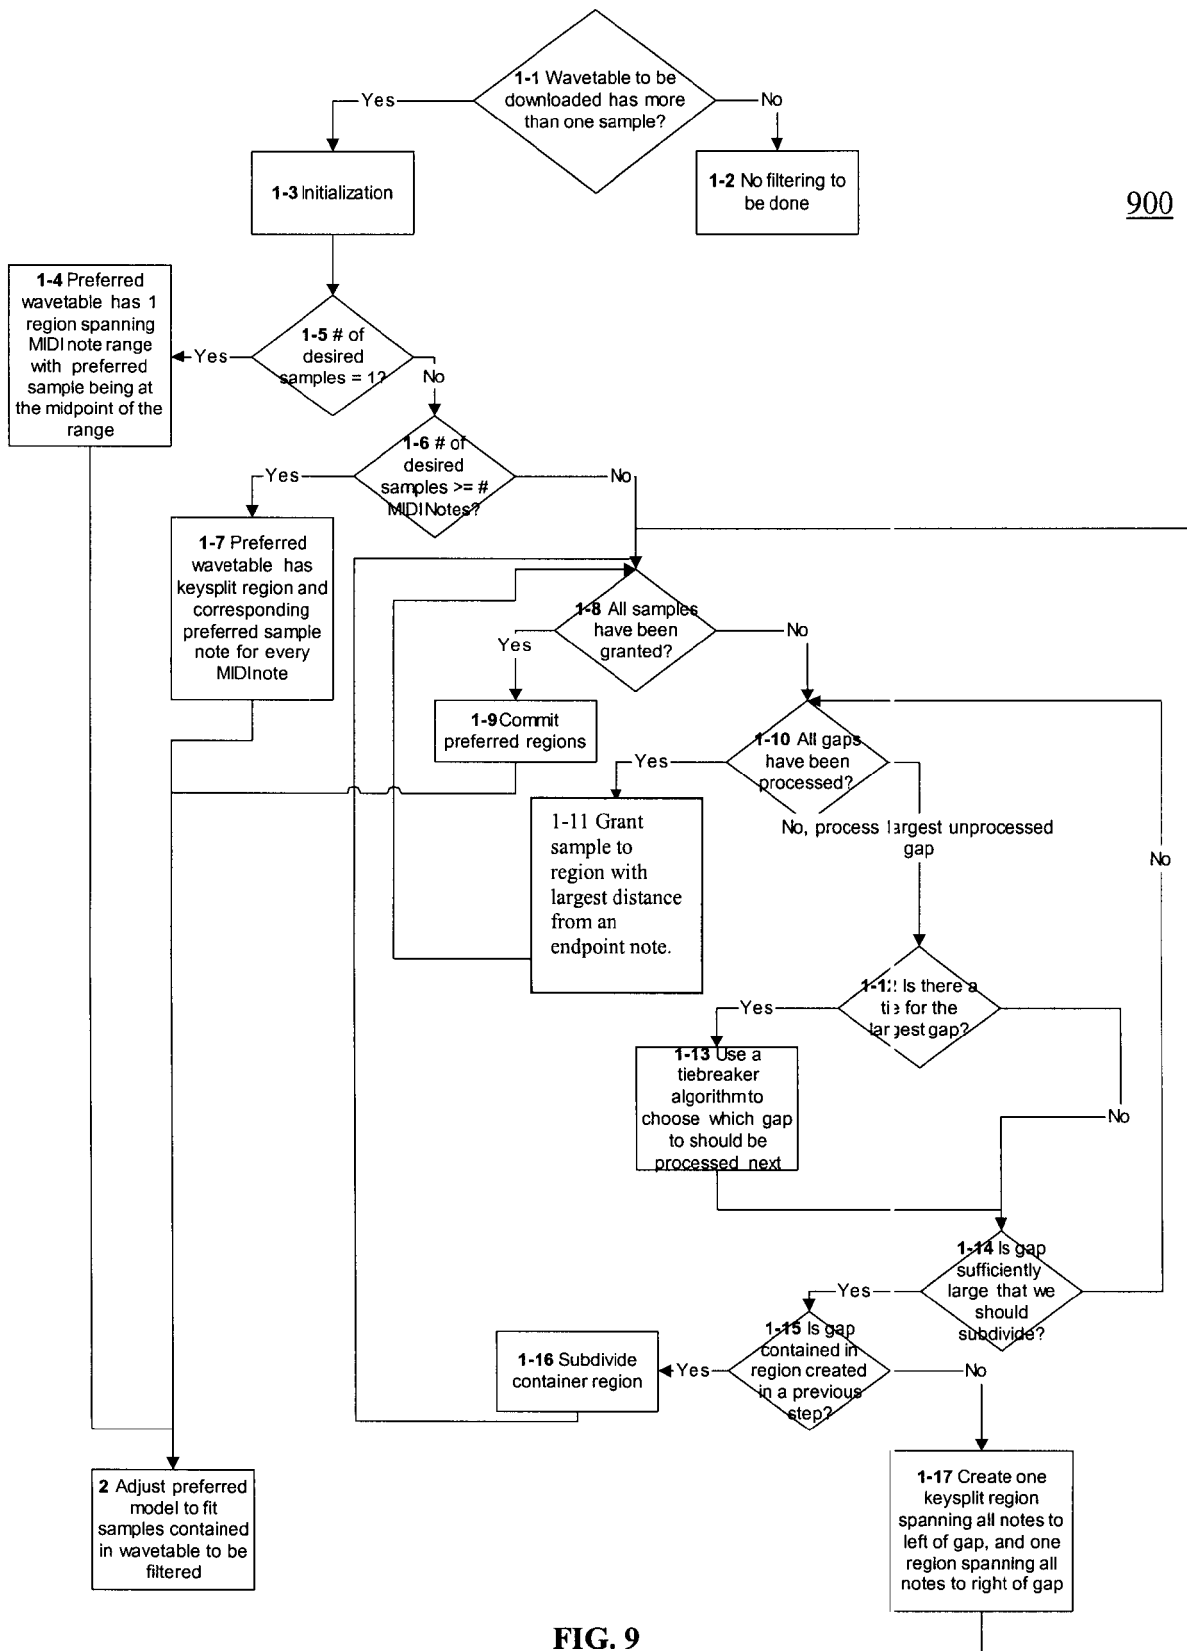 1-1 Wavetable to be
downloaded has more
than one sample?
Yes
No
1-3 Initialization
1-2 No filtering to
be done
900
1-4 Preferred
wavetable has 1
region spanning
MIDI note range
with preferred
sample being at
the midpoint of the
range
Yes
1-5 # of
desired
samples = 1?
No
1-6 # of
desired
samples >= #
MIDI Notes?
Yes
No
1-7 Preferred
wavetable has
keysplit region and
corresponding
preferred sample
note for every
MIDI note
1-8 All samples
have been
granted?
Yes
No
1-9 Commit
preferred regions
1-10 All gaps
have been
processed?
Yes
No, process largest unprocessed
gap
No
1-11 Grant
sample to
region with
largest distance
from an
endpoint note.
1-12 Is there a
tie for the
largest gap?
Yes
No
1-13 Use a
tiebreaker
algorithm to
choose which gap
to should be
processed next
1-14 Is gap
sufficiently
large that we
should
subdivide?
Yes
1-15 Is gap
contained in
region created
in a previous
step?
Yes
No
1-16 Subdivide
container region
1-17 Create one
keysplit region
spanning all notes to
left of gap, and one
region spanning all
notes to right of gap
2 Adjust preferred
model to fit
samples contained
in wavetable to be
filtered
FIG. 9